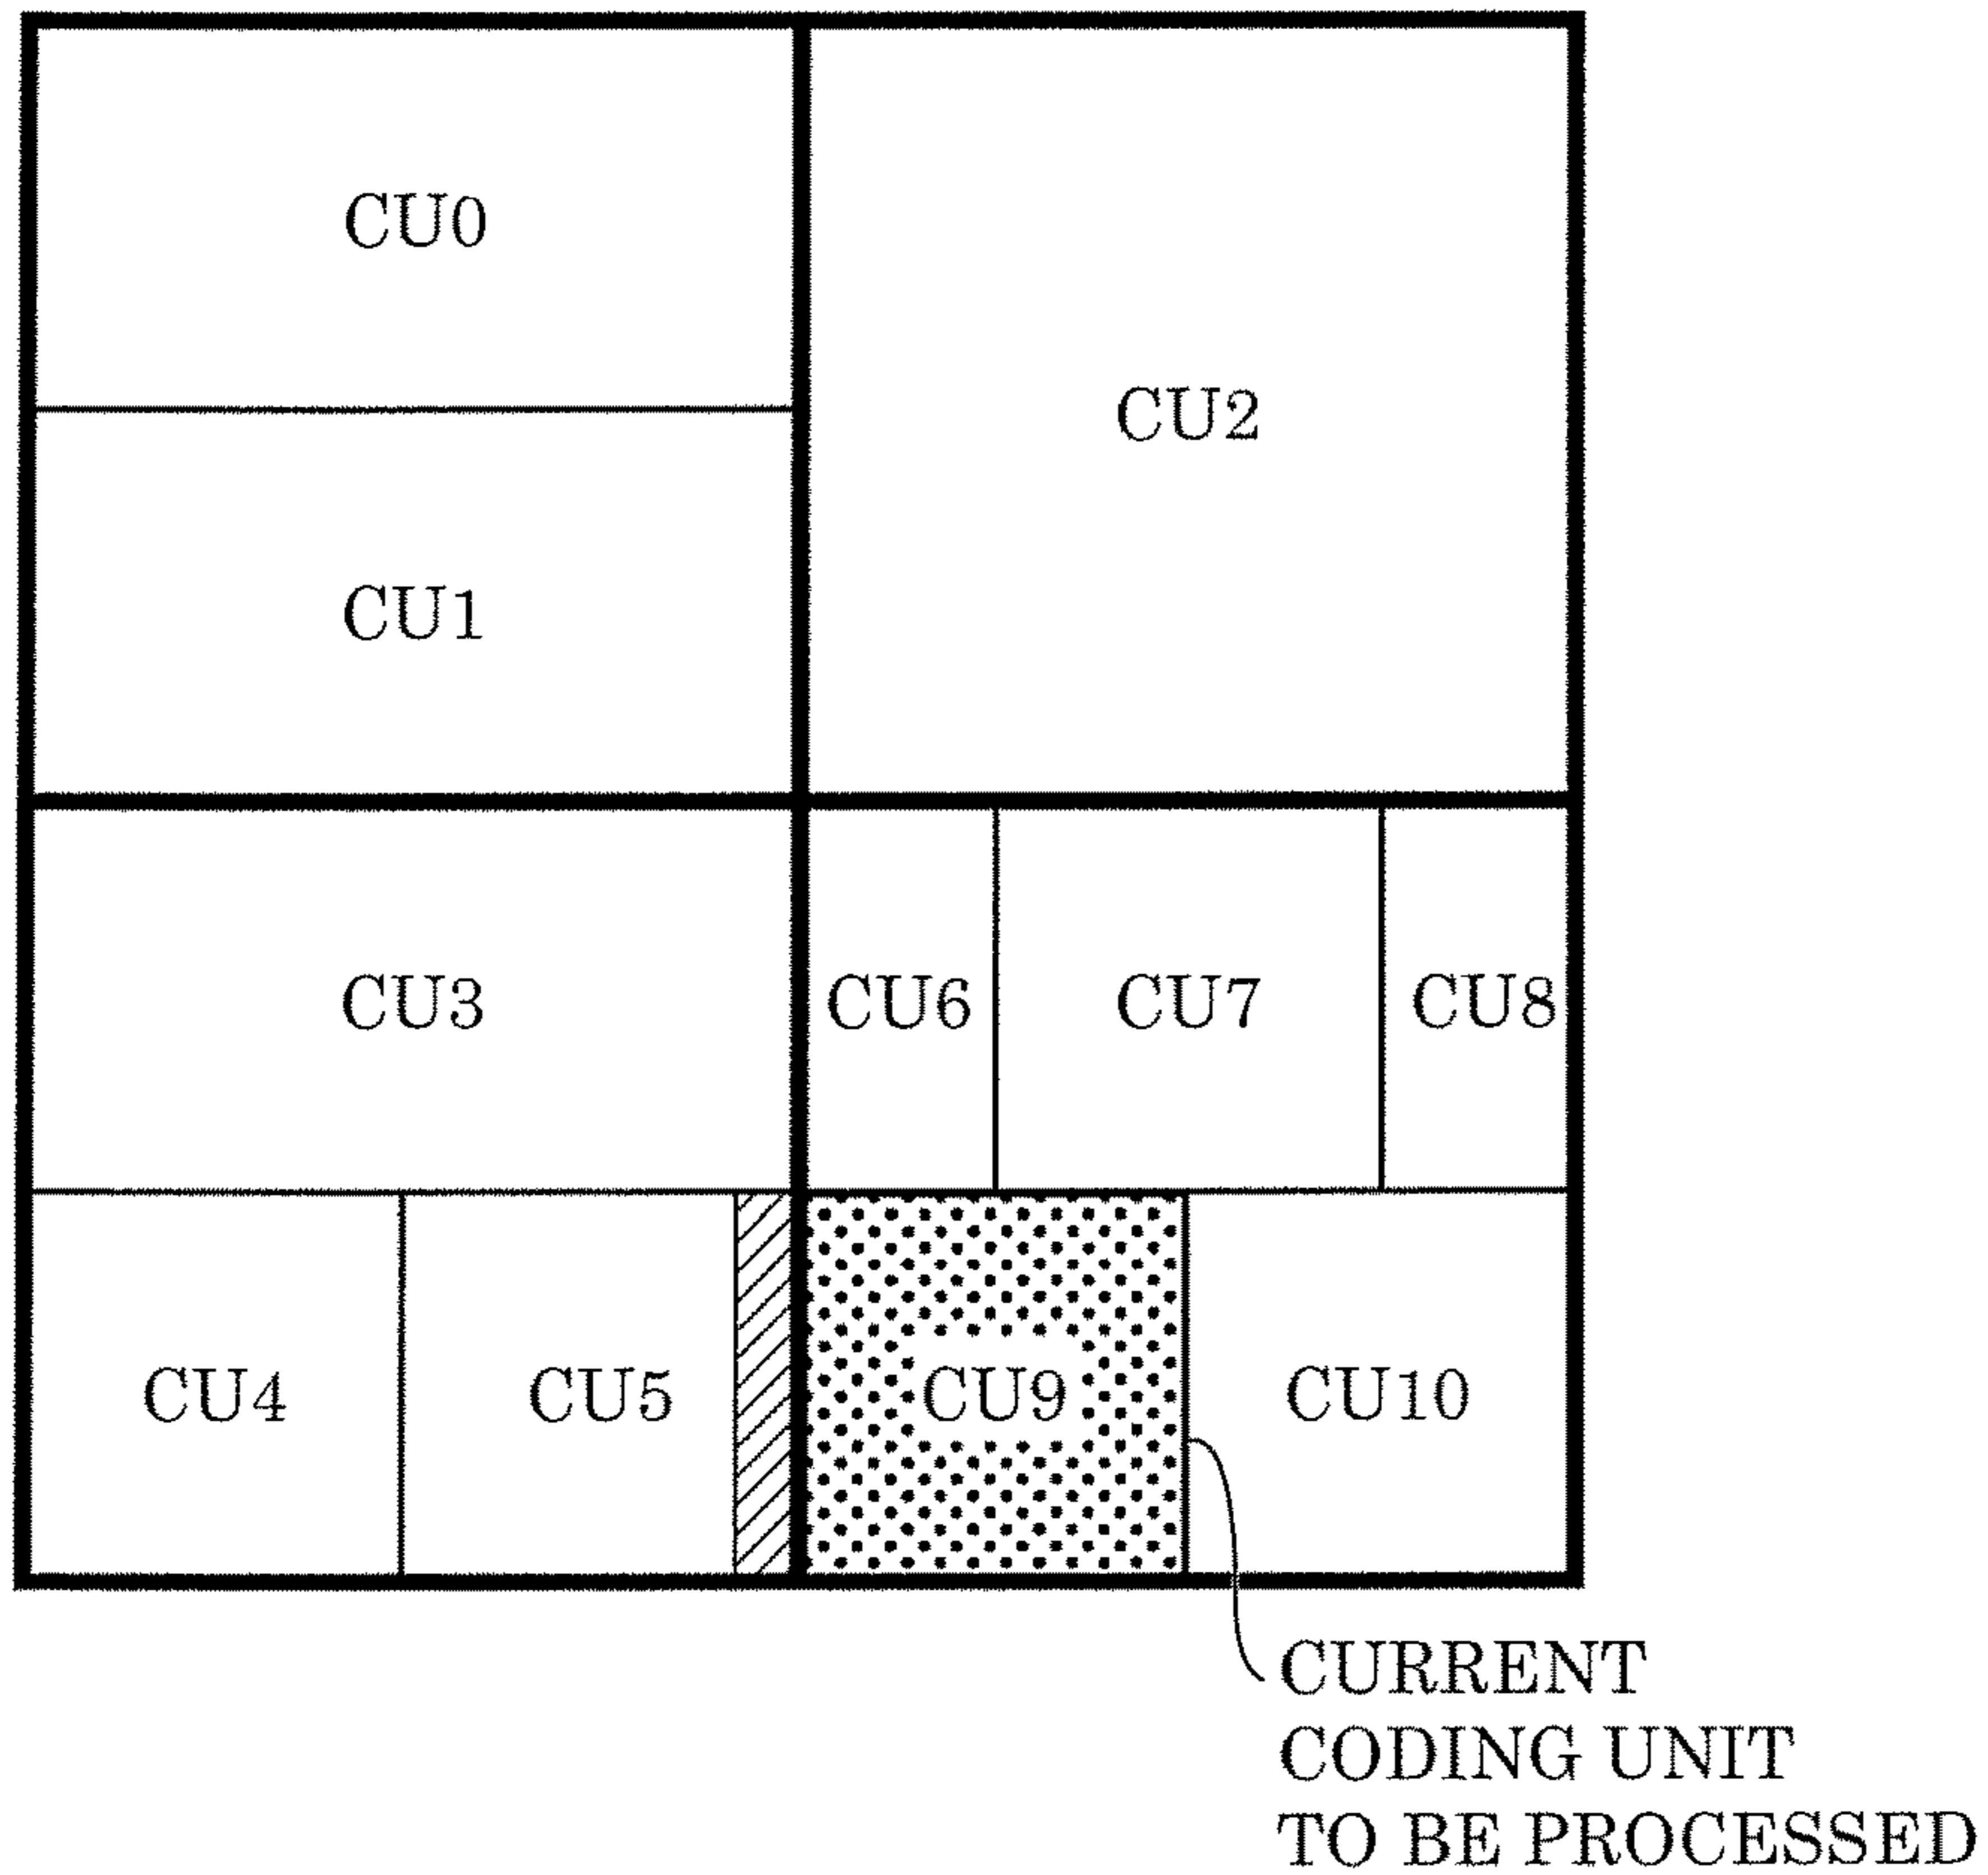 CU0
CU2
CU1
CU3
CU6
CU7
CU8
CU4
CU5
CU9
CU10
CURRENT
CODING UNIT
TO BE PROCESSED